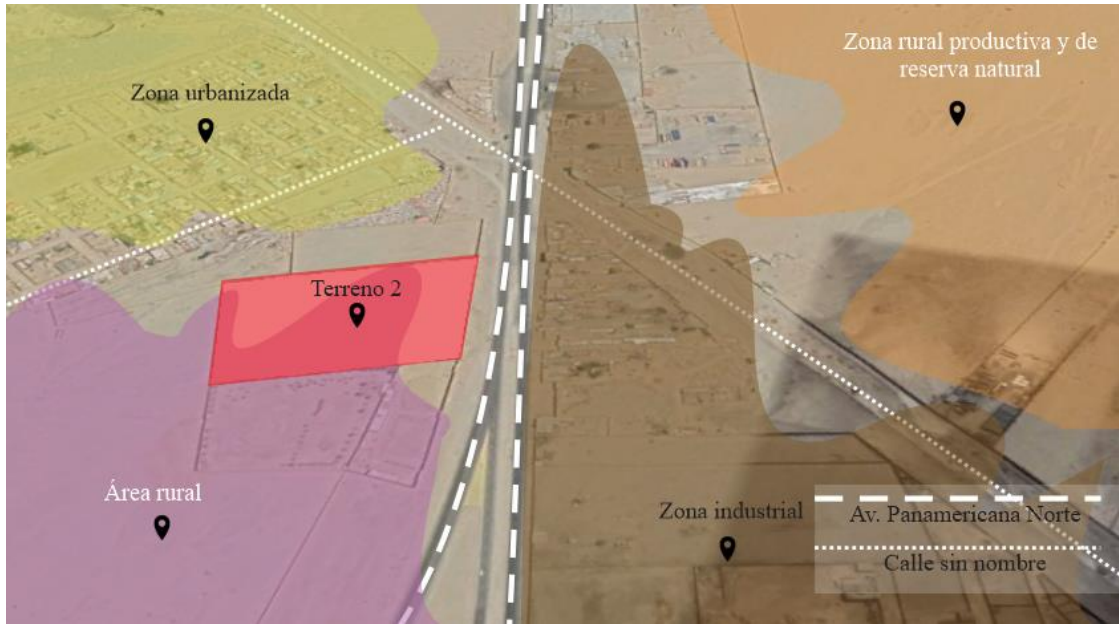 Zona urbanizada
Zona rural productiva y de
reserva natural
Terreno 2
Área rural
Zona industrial
Av. Panamericana Norte
Calle sin nombre